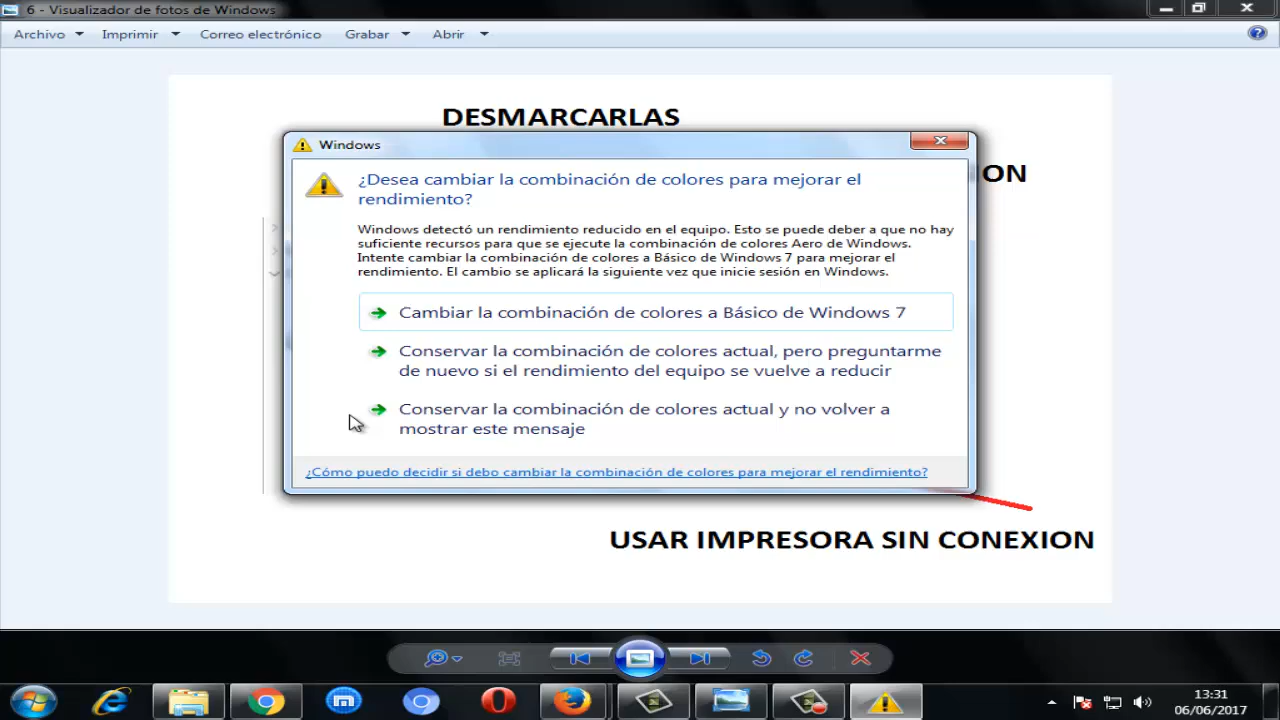 6 - Visualizador de fotos de Windows
Archivo Imprimir Correo electrónico Grabar Abrir
DESMARCARLAS
ON
Windows
¿Desea cambiar la combinación de colores para mejorar el
rendimiento?
Windows detectó un rendimiento reducido en el equipo. Esto se puede deber a que no hay
suficiente recursos para que se ejecute la combinación de colores Aero de Windows.
Intente cambiar la combinación de colores a Básico de Windows 7 para mejorar el
rendimiento. El cambio se aplicará la siguiente vez que inicie sesión en Windows.
Cambiar la combinación de colores a Básico de Windows 7
Conservar la combinación de colores actual, pero preguntarme
de nuevo si el rendimiento del equipo se vuelve a reducir
Conservar la combinación de colores actual y no volver a
mostrar este mensaje
¿Cómo puedo decidir si debo cambiar la combinación de colores para mejorar el rendimiento?
USAR IMPRESORA SIN CONEXION
13:31
06/06/2017